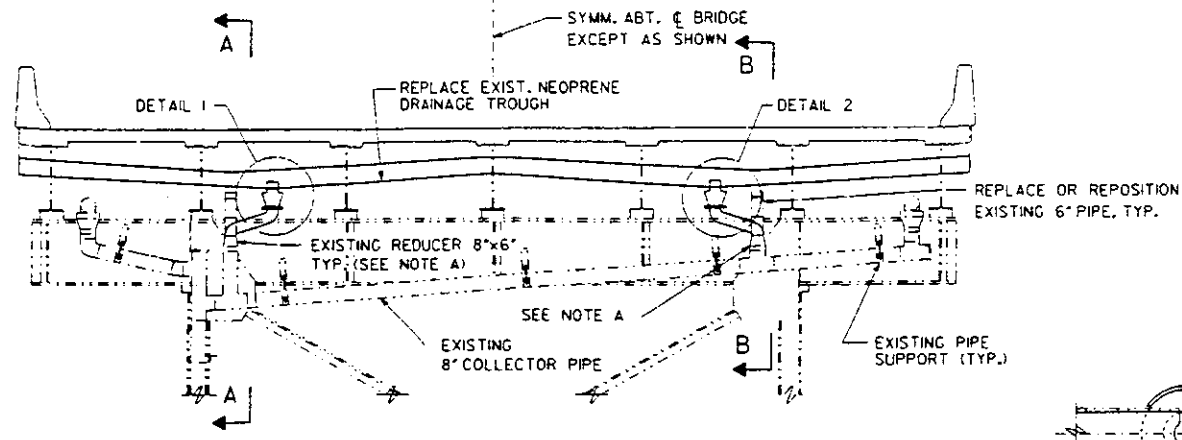 SYMM. ABT. ℄ BRIDGE
EXCEPT AS SHOWN
A
B
REPLACE EXIST. NEOPRENE
DRAINAGE TROUGH
DETAIL 1
DETAIL 2
REPLACE OR REPOSITION
EXISTING 6" PIPE, TYP.
EXISTING REDUCER 8"x6"
TYP. (SEE NOTE A)
SEE NOTE A
EXISTING
8" COLLECTOR PIPE
B
EXISTING PIPE
SUPPORT (TYP.)
A